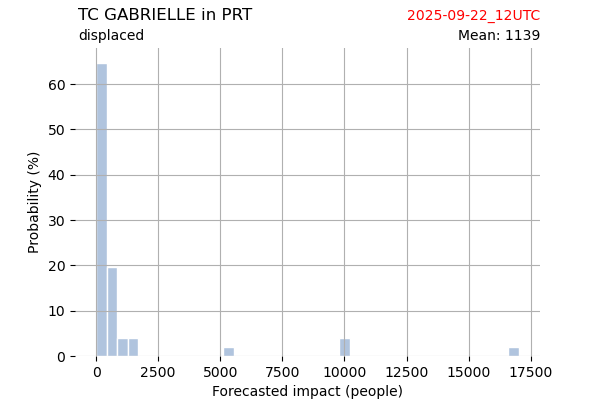 TC GABRIELLE in PRT
2025-09-22_12UTC
displaced
Mean: 1139
Probability (%)
60
50
40
30
20
10
0
0 2500 5000 7500 10000 12500 15000 17500
Forecasted impact (people)